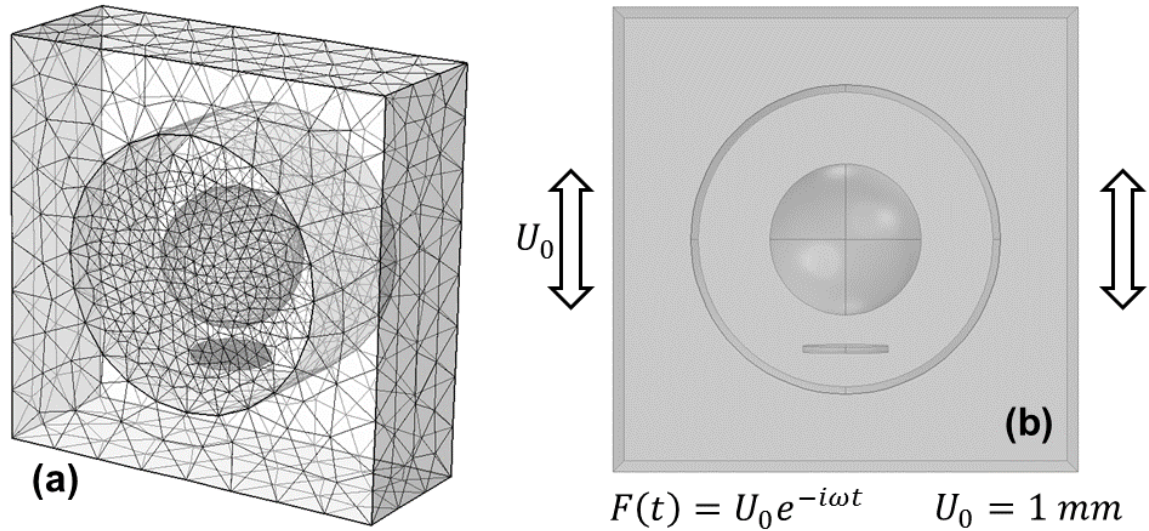 U₀
(a)
(b)
F(t) = U₀e^{-iωt}    U₀ = 1 mm